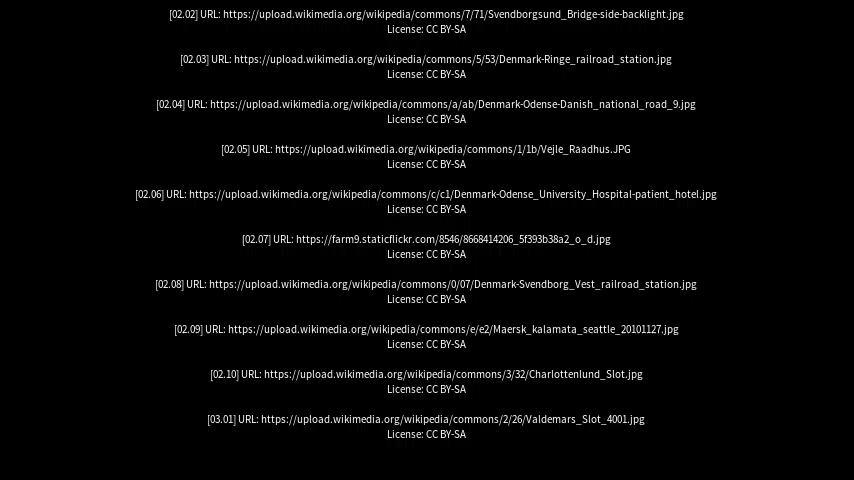 [02.02] URL: https://upload.wikimedia.org/wikipedia/commons/7/71/Svendborgsund_Bridge-side-backlight.jpg
License: CC BY-SA
[02.03] URL: https://upload.wikimedia.org/wikipedia/commons/5/53/Denmark-Ringe_railroad_station.jpg
License: CC BY-SA
[02.04] URL: https://upload.wikimedia.org/wikipedia/commons/a/ab/Denmark-Odense-Danish_national_road_9.jpg
License: CC BY-SA
[02.05] URL: https://upload.wikimedia.org/wikipedia/commons/1/1b/Vejle_Raadhus.JPG
License: CC BY-SA
[02.06] URL: https://upload.wikimedia.org/wikipedia/commons/c/c1/Denmark-Odense_University_Hospital-patient_hotel.jpg
License: CC BY-SA
[02.07] URL: https://farm9.staticflickr.com/8546/8668414206_5f393b38a2_o_d.jpg
License: CC BY-SA
[02.08] URL: https://upload.wikimedia.org/wikipedia/commons/0/07/Denmark-Svendborg_Vest_railroad_station.jpg
License: CC BY-SA
[02.09] URL: https://upload.wikimedia.org/wikipedia/commons/e/e2/Maersk_kalamata_seattle_20101127.jpg
License: CC BY-SA
[02.10] URL: https://upload.wikimedia.org/wikipedia/commons/3/32/Charlottenlund_Slot.jpg
License: CC BY-SA
[03.01] URL: https://upload.wikimedia.org/wikipedia/commons/2/26/Valdemars_Slot_4001.jpg
License: CC BY-SA